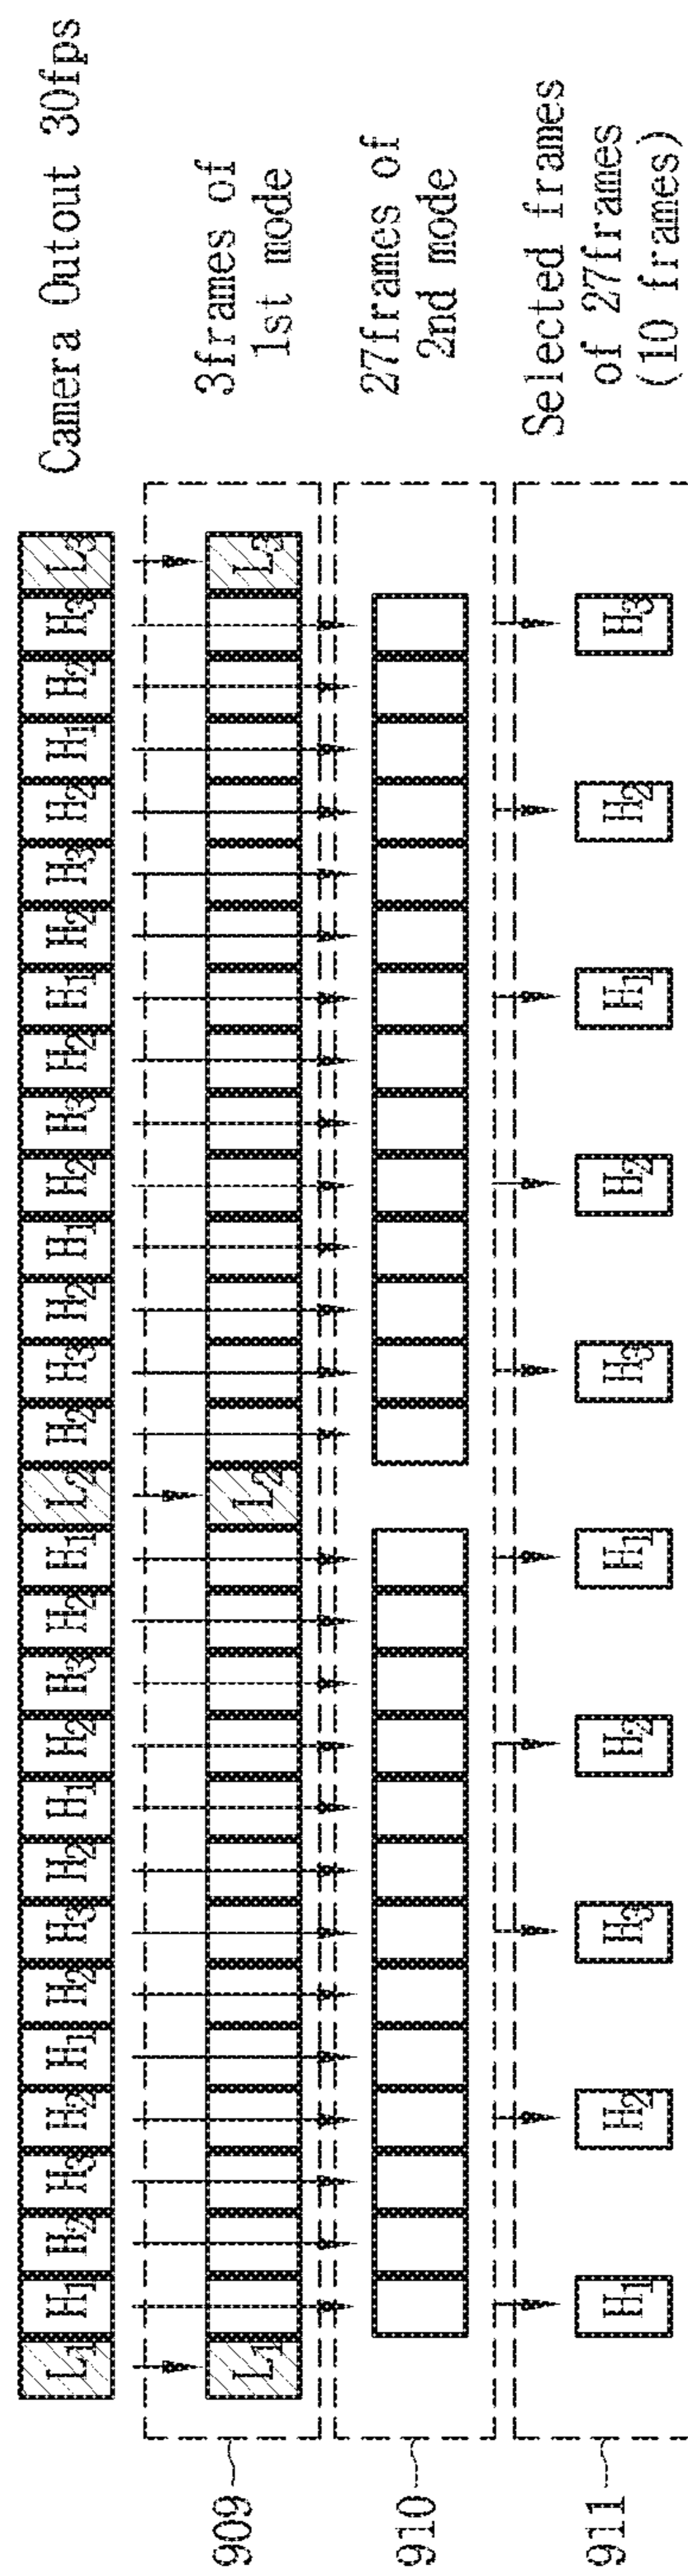 L1 H1 H2 H3 H2 H1 H2 H3 H2 H1 H2 H3 H2 H1 L2 H2 H3 H2 H1 H2 H3 H2 H1 H2 H3 H2 H1 H2 H3 L3
Camera Outout 30fps
909
L1 L2 L3
3frames of
1st mode
910
27frames of
2nd mode
911
H1 H2 H3 H2 H1 H3 H2 H1 H2 H3
Selected frames
of 27frames
(10 frames)